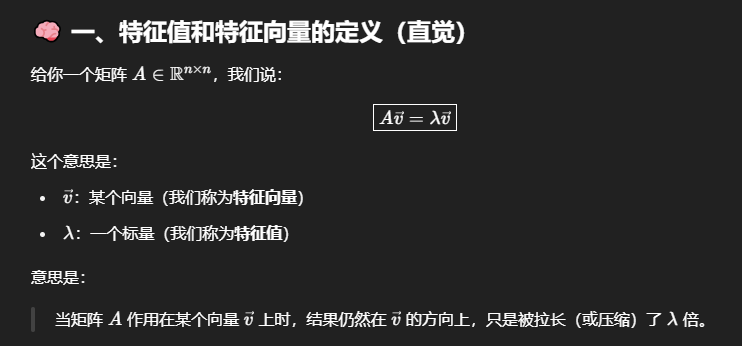 🧠 一、特征值和特征向量的定义（直觉）
给你一个矩阵 $A \in \mathbb{R}^{n \times n}$，我们说：
$A\vec{v} = \lambda\vec{v}$
这个意思是：
• $\vec{v}$：某个向量（我们称为特征向量）
• $\lambda$：一个标量（我们称为特征值）
意思是：
当矩阵 $A$ 作用在某个向量 $\vec{v}$ 上时，结果仍然在 $\vec{v}$ 的方向上，只是被拉长（或压缩）了 $\lambda$ 倍。